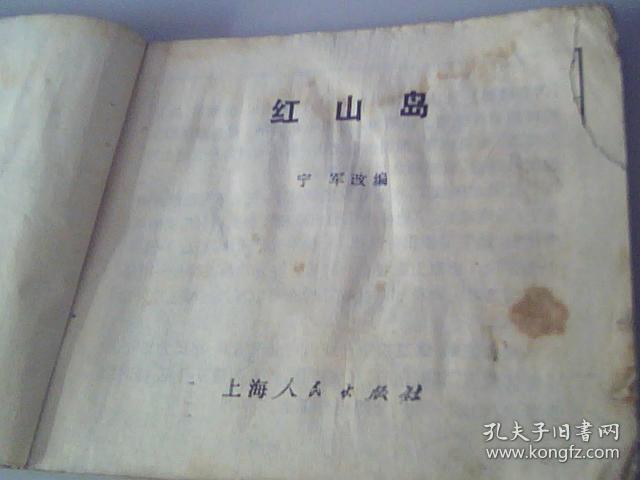 红山岛
宁 军改编
上海人民出版社
孔夫子旧书网
www.kongfz.com